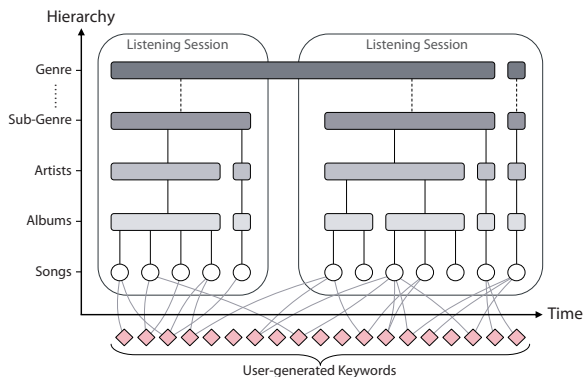 Hierarchy
Listening Session
Listening Session
Genre
Sub-Genre
Artists
Albums
Songs
Time
User-generated Keywords